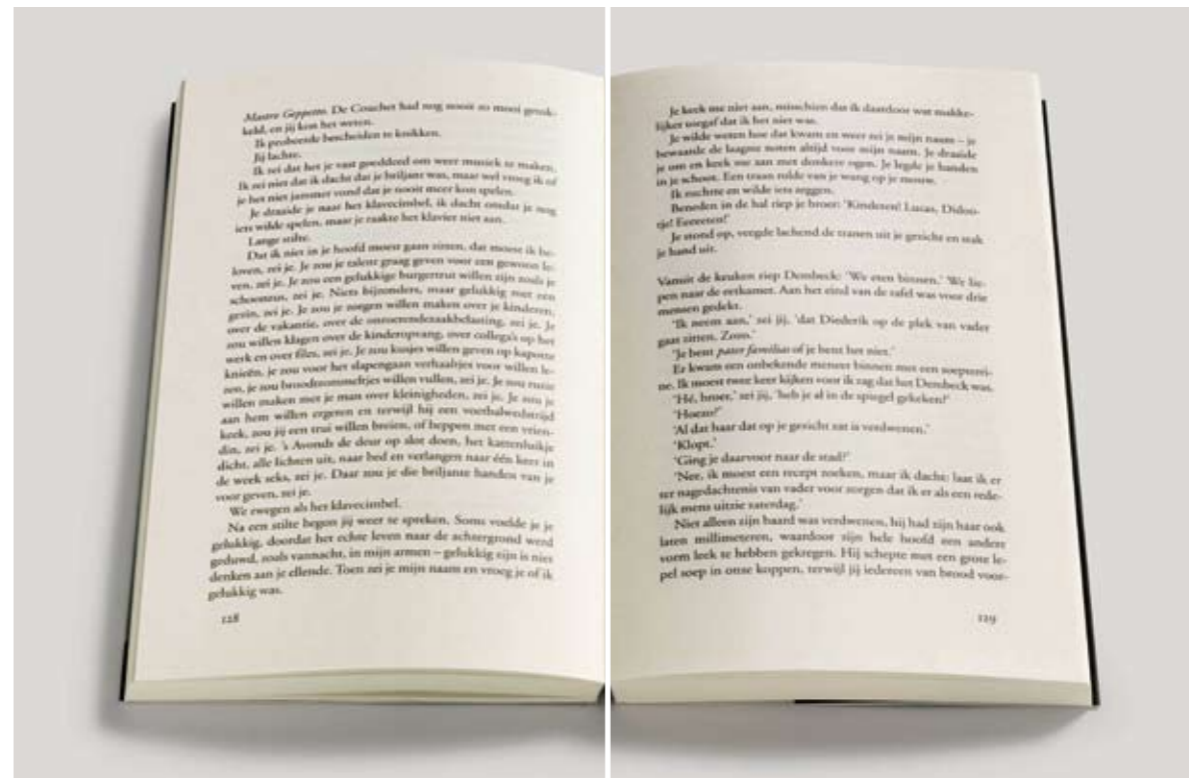 Mastro Geppetto. De Couchet had nog nooit zo mooi getok-
keld, en jij kon het weten.
Ik probeerde bescheiden te knikken.
Jij lachte.
Ik zei dat het je vast goeddeed om weer muziek te maken.
Ik zei niet dat ik dacht dat je briljant was, maar wel vroeg ik of
je het niet jammer vond dat je nooit meer kon spelen.
Je draaide je naar het klavecimbel, ik dacht omdat je nog
iets wilde spelen, maar je raakte het klavier niet aan.
Lange stilte.
Dat ik niet in je hoofd moest gaan zitten, dat moest ik be-
loven, zei je. Je zou je talent graag geven voor een gewoon le-
ven, zei je. Je zou een gelukkige burgertrut willen zijn zoals je
schoonzus, zei je. Niets bijzonders, maar gelukkig met een
gezin, zei je. Je zou je zorgen willen maken over je kinderen,
over de vakantie, over de onroerendezaakbelasting, zei je. Je
zou willen klagen over de kinderopvang, over collega's op het
werk en over files, zei je. Je zou kusjes willen geven op kapotte
knieën, je zou voor het slapengaan verhaaltjes voor willen le-
zen, je zou broodtrommeltjes willen vullen, zei je. Je zou ruzie
willen maken met je man over kleinigheden, zei je. Je zou je
aan hem willen ergeren en terwijl hij een voetbalwedstrijd
keek, zou jij een trui willen breien, of beppen met een vrien-
din, zei je. 's Avonds de deur op slot doen, het kattenluikje
dicht, alle lichten uit, naar bed en verlangen naar één keer in
de week seks, zei je. Daar zou je die briljante handen van je
voor geven, zei je.
We zwegen als het klavecimbel.
Na een stilte begon jij weer te spreken. Soms voelde je je
gelukkig, doordat het echte leven naar de achtergrond werd
geduwd, zoals vannacht, in mijn armen – gelukkig zijn is niet
denken aan je ellende. Toen zei je mijn naam en vroeg je of ik
gelukkig was.
128
Je keek me niet aan, misschien dat ik daardoor wat makke-
lijker toegaf dat ik het niet was.
Je wilde weten hoe dat kwam en weer zei je mijn naam – je
bewaarde de laagste noten altijd voor mijn naam. Je draaide
je om en keek me aan met donkere ogen. Je legde je handen
in je schoot. Een traan rolde van je wang op je mouw.
Ik zuchtte en wilde iets zeggen.
Beneden in de hal riep je broer: 'Kinderen! Lucas, Didoo-
tje! Eeeeten!'
Je stond op, veegde lachend de tranen uit je gezicht en stak
je hand uit.
Vanuit de keuken riep Dembeck: 'We eten binnen.' We lie-
pen naar de eetkamer. Aan het eind van de tafel was voor drie
mensen gedekt.
'Ik neem aan,' zei jij, 'dat Diederik op de plek van vader
gaat zitten. Zozo.'
'Je bent pater familias of je bent het niet.'
Er kwam een onbekende meneer binnen met een soepterri-
ne. Ik moest twee keer kijken voor ik zag dat het Dembeck was.
'Hé, broer,' zei jij, 'heb je al in de spiegel gekeken?'
'Hoezo?'
'Al dat haar dat op je gezicht zat is verdwenen.'
'Klopt.'
'Ging je daarvoor naar de stad?'
'Nee, ik moest een recept zoeken, maar ik dacht: laat ik er
ter nagedachtenis van vader voor zorgen dat ik er als een rede-
lijk mens uitzie zaterdag.'
Niet alleen zijn baard was verdwenen, hij had zijn haar ook
laten millimeteren, waardoor zijn hele hoofd een andere
vorm leek te hebben gekregen. Hij schepte met een grote le-
pel soep in onze koppen, terwijl jij iedereen van brood voor-
129